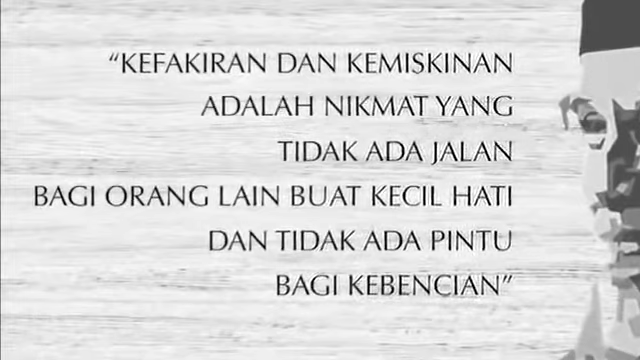 “KEFAKIRAN DAN KEMISKINAN
ADALAH NIKMAT YANG
TIDAK ADA JALAN
BAGI ORANG LAIN BUAT KECIL HATI
DAN TIDAK ADA PINTU
BAGI KEBENCIAN”